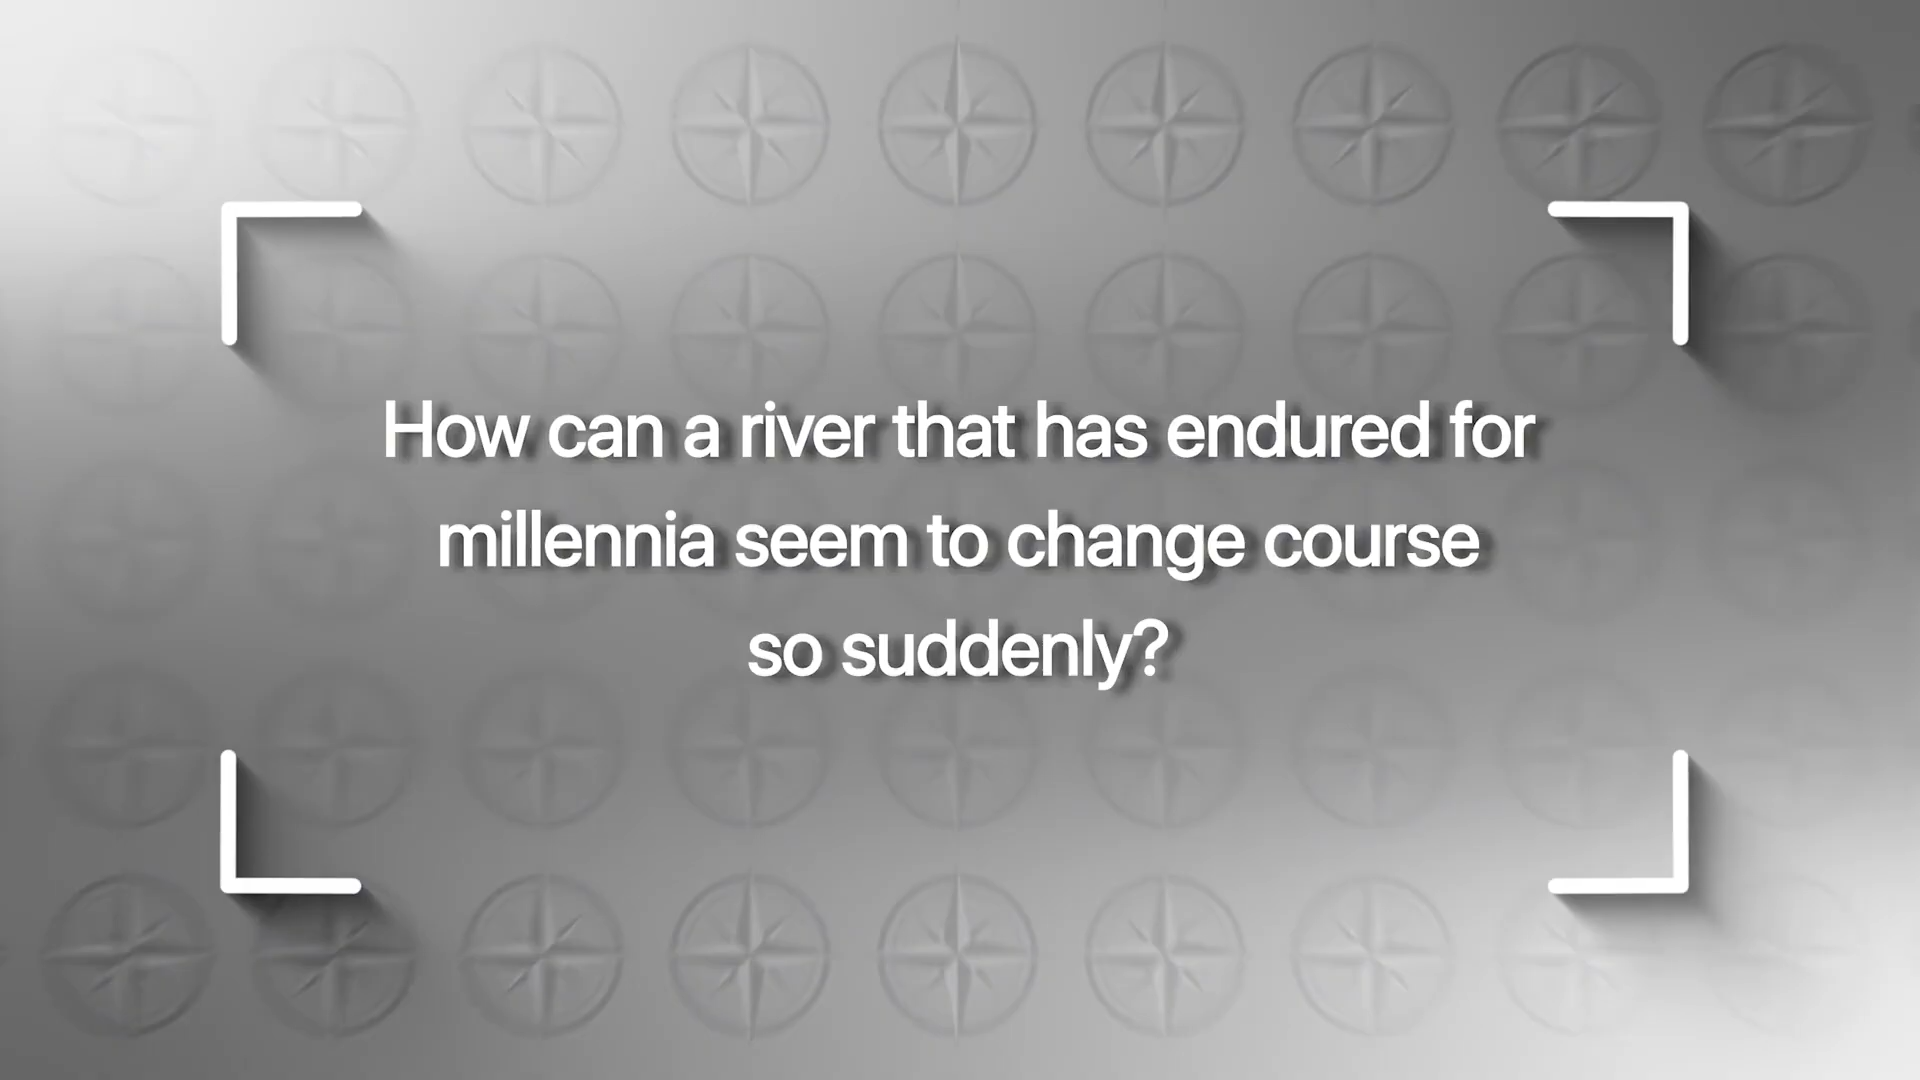 How can a river that has endured for
millennia seem to change course
so suddenly?